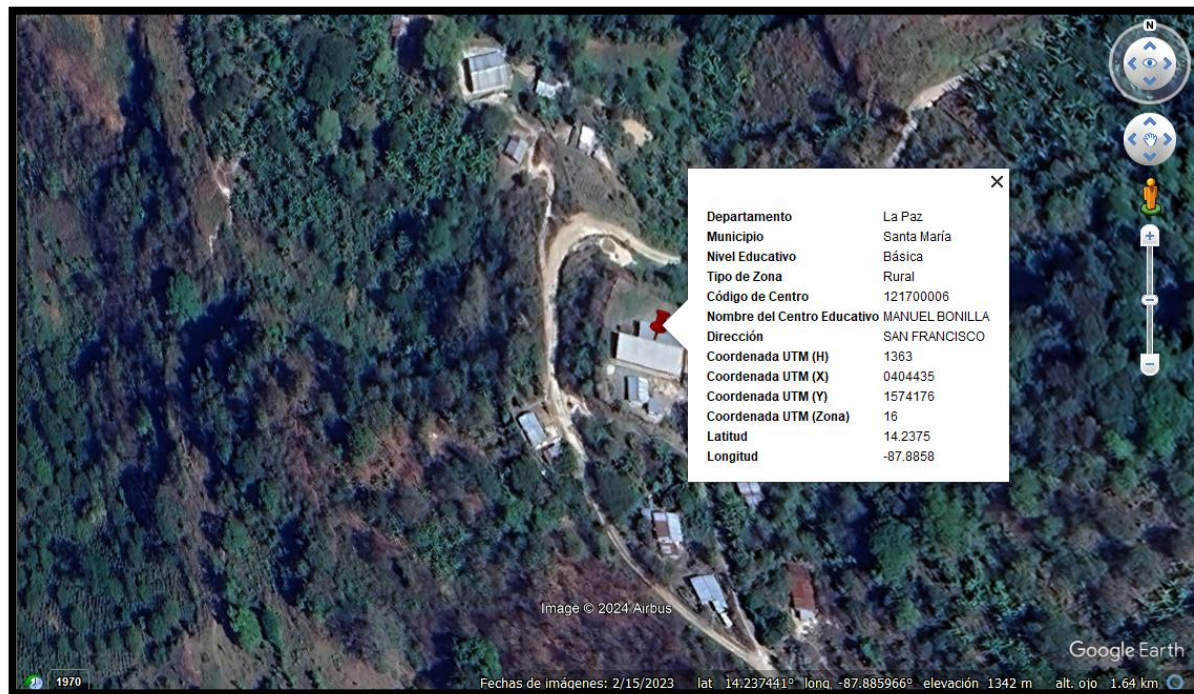 N
Departamento La Paz
Municipio Santa María
Nivel Educativo Básica
Tipo de Zona Rural
Código de Centro 121700006
Nombre del Centro Educativo MANUEL BONILLA
Dirección SAN FRANCISCO
Coordenada UTM (H) 1363
Coordenada UTM (X) 0404435
Coordenada UTM (Y) 1574176
Coordenada UTM (Zona) 16
Latitud 14.2375
Longitud -87.8858
Image © 2024 Airbus
Google Earth
1970 Fechas de imágenes: 2/15/2023 lat 14.237441° long. -87.885966° elevación 1342 m alt. ojo 1.64 km